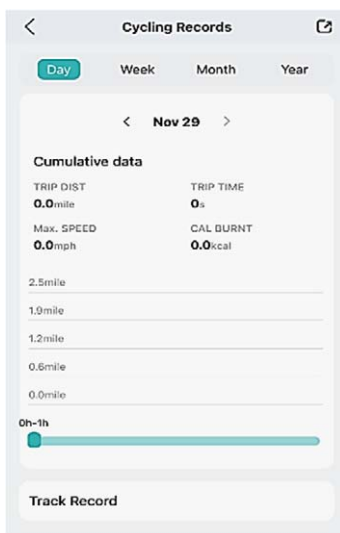 Cycling Records
Day Week Month Year
< Nov 29 >
Cumulative data
TRIP DIST TRIP TIME
0.0mile 0s
Max. SPEED CAL BURNT
0.0mph 0.0kcal
2.5mile
1.9mile
1.2mile
0.6mile
0.0mile
0h-1h
Track Record